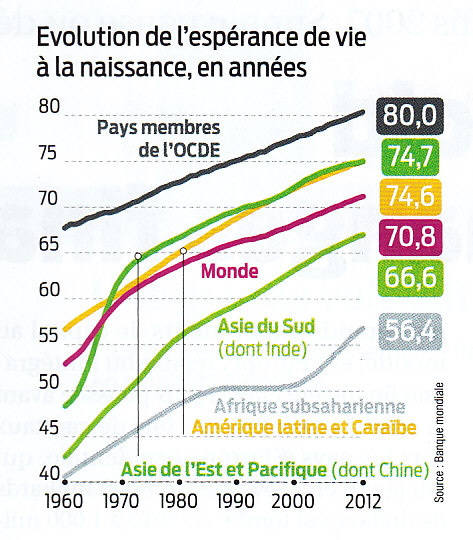 Evolution de l'espérance de vie
à la naissance, en années
80
Pays membres
de l'OCDE
80,0
75
74,7
70
74,6
65
Monde
70,8
60
66,6
55
Asie du Sud
(dont Inde)
56,4
50
Afrique subsaharienne
45
Amérique latine et Caraïbe
40
Asie de l'Est et Pacifique (dont Chine)
1960
1970
1980
1990
2000
2012
Source : Banque mondiale